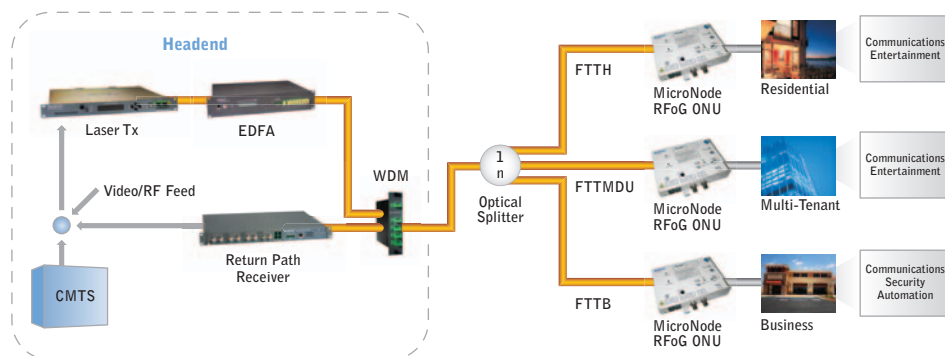 Headend
Laser Tx
EDFA
WDM
Video/RF Feed
Return Path
Receiver
CMTS
1
n
Optical
Splitter
FTTH
MicroNode
RFoG ONU
Residential
Communications
Entertainment
FTTMDU
MicroNode
RFoG ONU
Multi-Tenant
Communications
Entertainment
FTTB
MicroNode
RFoG ONU
Business
Communications
Security
Automation